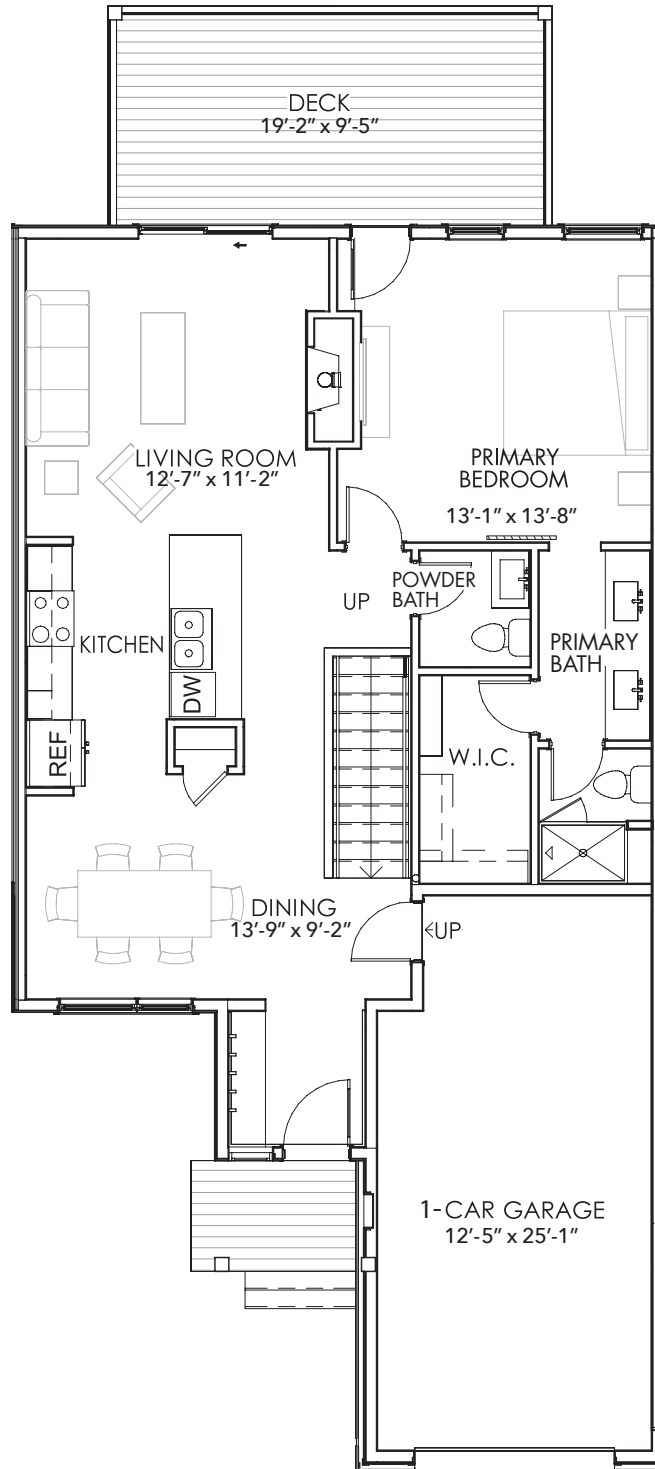 DECK
19'-2" x 9'-5"
LIVING ROOM
12'-7" x 11'-2"
PRIMARY
BEDROOM
13'-1" x 13'-8"
UP
POWDER
BATH
KITCHEN
PRIMARY
BATH
DW
REF
W.I.C.
DINING
13'-9" x 9'-2"
UP
1-CAR GARAGE
12'-5" x 25'-1"